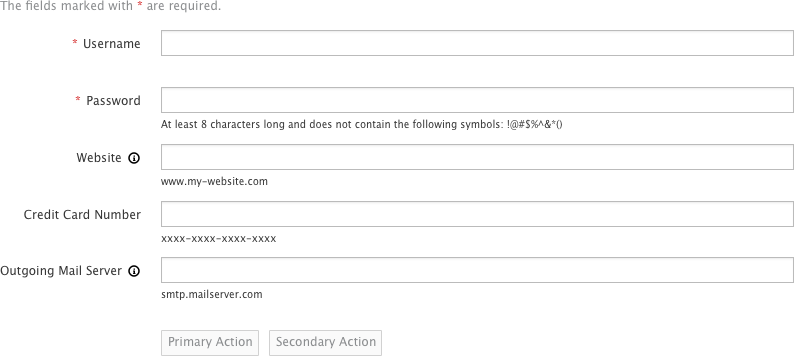 The fields marked with * are required.
* Username
* Password
At least 8 characters long and does not contain the following symbols: !@#$%^&*()
Website
www.my-website.com
Credit Card Number
xxxx-xxxx-xxxx-xxxx
Outgoing Mail Server
smtp.mailserver.com
Primary Action Secondary Action